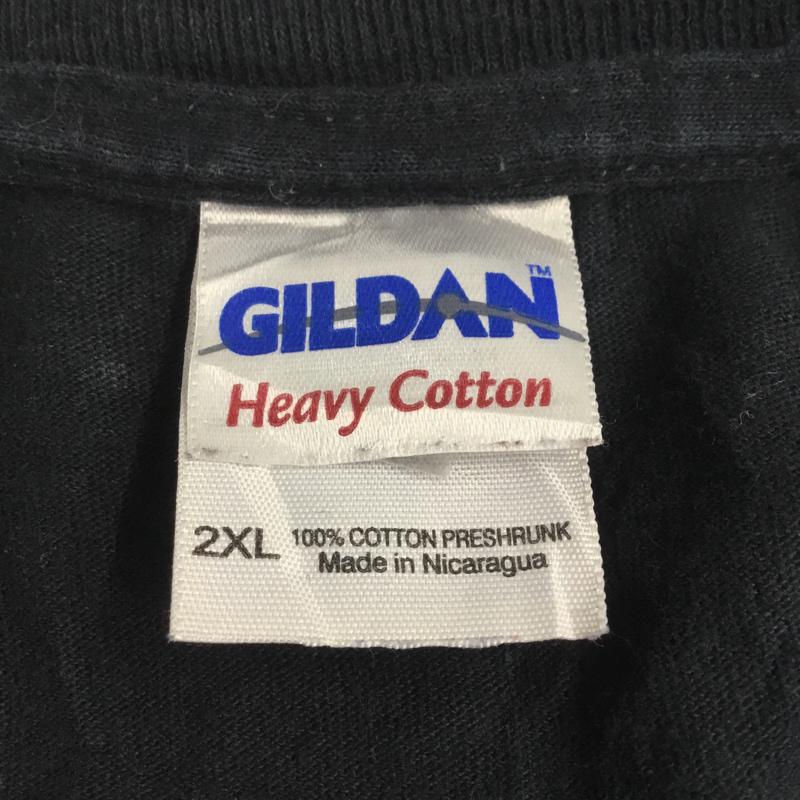 GILDAN™
Heavy Cotton
2XL 100% COTTON PRESHRUNK
Made in Nicaragua